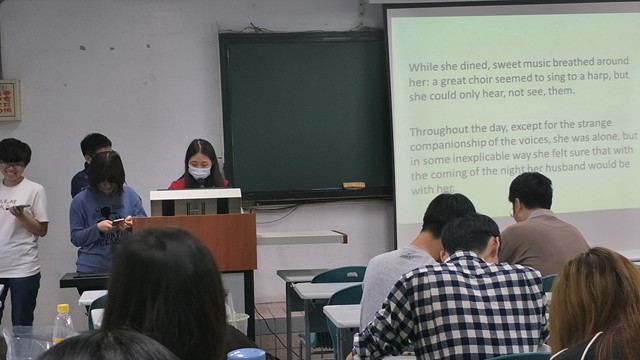 While she dined, sweet music breathed around
her: a great choir seemed to sing to a harp, but
she could only hear, not see, them.
Throughout the day, except for the strange
companionship of the voices, she was alone, but
in some inexplicable way she felt sure that with
the coming of the night her husband would be
with her.